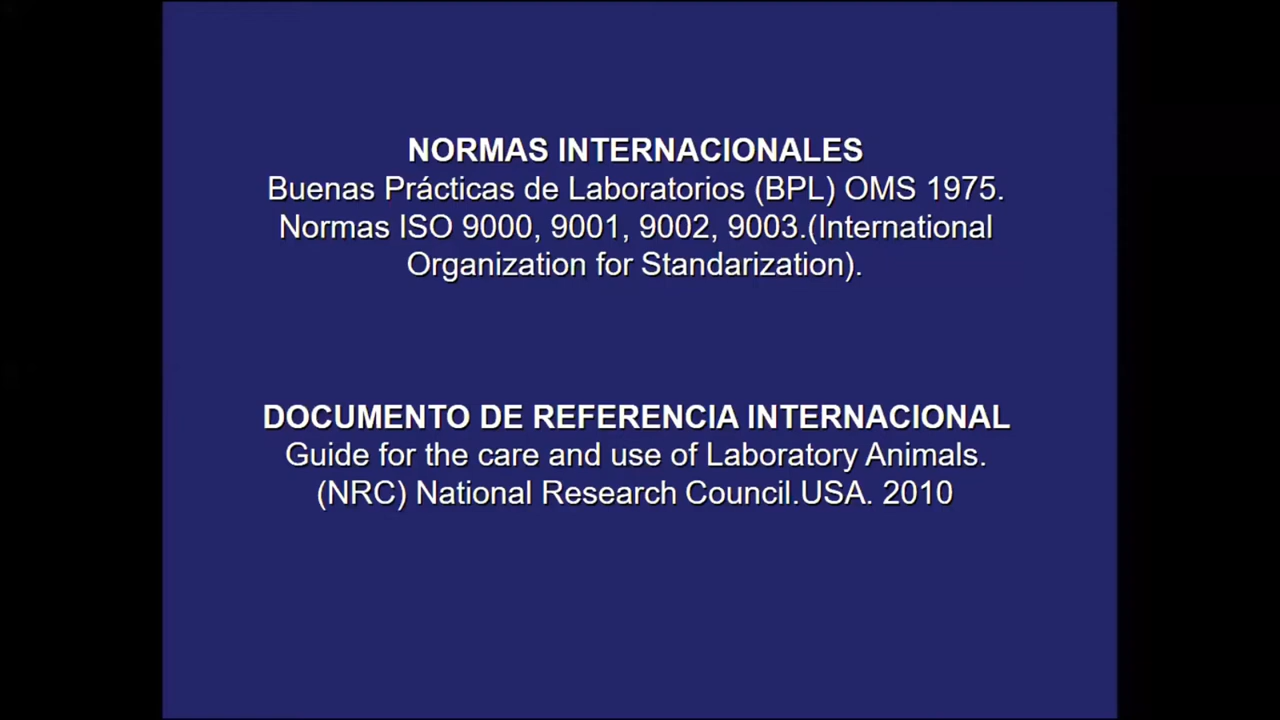 NORMAS INTERNACIONALES
Buenas Prácticas de Laboratorios (BPL) OMS 1975.
Normas ISO 9000, 9001, 9002, 9003.(International
Organization for Standarization).
DOCUMENTO DE REFERENCIA INTERNACIONAL
Guide for the care and use of Laboratory Animals.
(NRC) National Research Council.USA. 2010